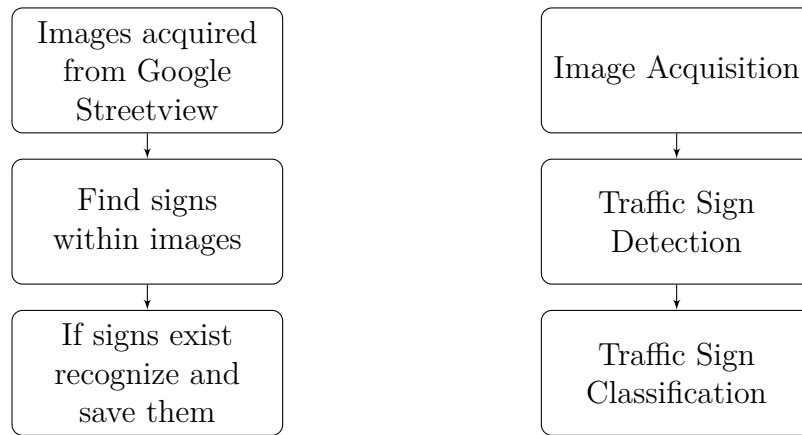 Images acquired
from Google
Streetview
Find signs
within images
If signs exist
recognize and
save them
Image Acquisition
Traffic Sign
Detection
Traffic Sign
Classification